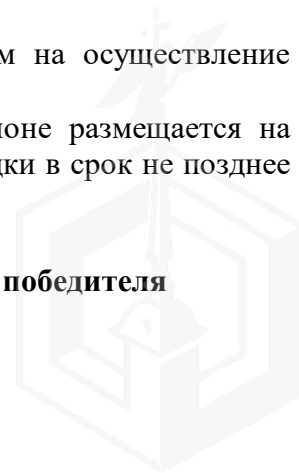 м на осуществление
ионе размещается на
дки в срок не позднее
победителя